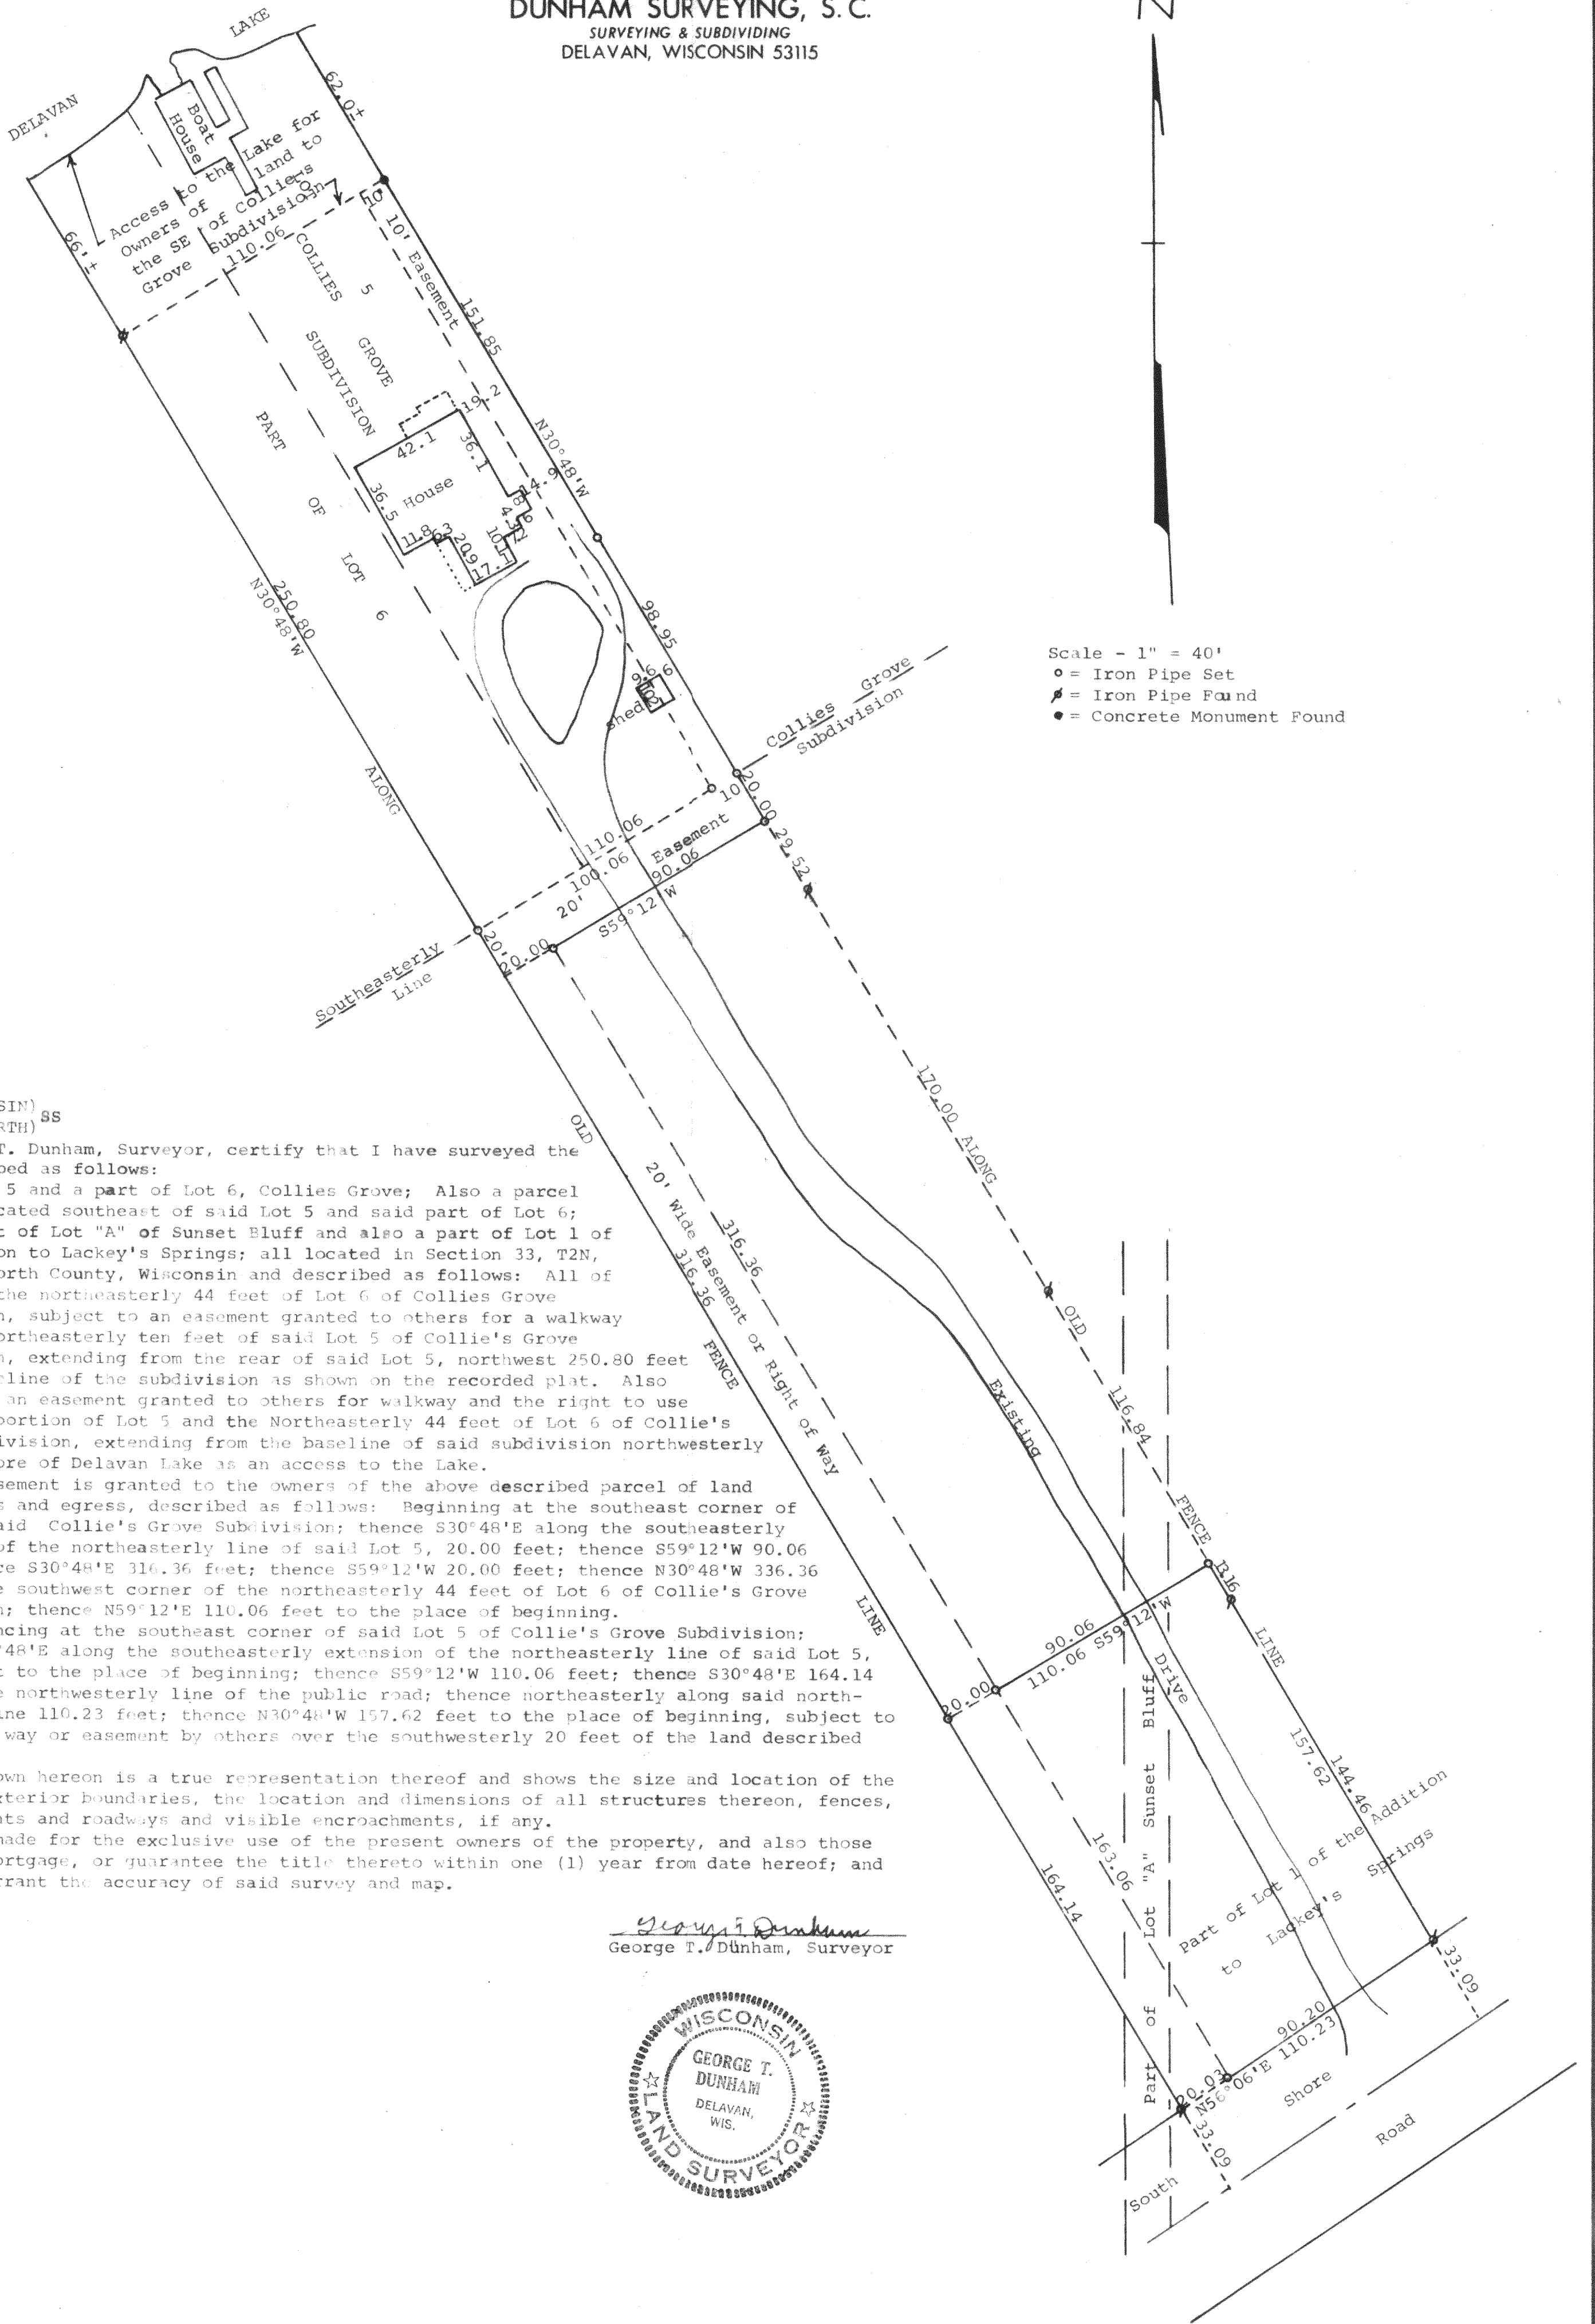 DUNHAM SURVEYING, S. C.
SURVEYING & SUBDIVIDING
DELAVAN, WISCONSIN 53115
DELAVAN LAKE
62.0±
66'±
Boat
House
Access to the Lake for
Owners of land to
the SE of Collie's
Grove Subdivision
LOT
110.06
10'
10' Easement
151.85
N30°48'W
COLLIES
5
GROVE
SUBDIVISION
PART
OF
LOT
6
19.2
42.1
36.1
House
36.5
14.9
11.8
6.3
20.9
17.1
10.1
98.95
250.80
N30°48'W
9.6
Shed
Scale - 1" = 40'
o = Iron Pipe Set
ø = Iron Pipe Found
● = Concrete Monument Found
Collies Grove
Subdivision
ALONG
20.00
10
29.52
110.06
Easement
100.06
90.06
20'
S59°12'W
20'
20.00
Southeasterly
Line
170.00 ALONG
OLD
20' Wide Easement or Right of Way
316.36
316.36
OLD
FENCE
LINE
116.84
FENCE
13.16
LINE
Existing
Drive
90.06
110.06 S59°12'W
20.00
157.62
144.46
163.06
164.14
Part of Lot "A" Sunset Bluff
Part of Lot 1 of the Addition
to Lackey's Springs
33.09
90.20
20.03
N56°06'E 110.23
33.09
South Shore
Road
SIN)
RTH) SS
T. Dunham, Surveyor, certify that I have surveyed the
bed as follows:
5 and a part of Lot 6, Collies Grove; Also a parcel
cated southeast of said Lot 5 and said part of Lot 6;
t of Lot "A" of Sunset Bluff and also a part of Lot 1 of
on to Lackey's Springs; all located in Section 33, T2N,
orth County, Wisconsin and described as follows: All of
the northeasterly 44 feet of Lot 6 of Collies Grove
n, subject to an easement granted to others for a walkway
ortheasterly ten feet of said Lot 5 of Collie's Grove
n, extending from the rear of said Lot 5, northwest 250.80 feet
line of the subdivision as shown on the recorded plat. Also
an easement granted to others for walkway and the right to use
portion of Lot 5 and the Northeasterly 44 feet of Lot 6 of Collie's
ivision, extending from the baseline of said subdivision northwesterly
ore of Delavan Lake as an access to the Lake.
sement is granted to the owners of the above described parcel of land
s and egress, described as follows: Beginning at the southeast corner of
aid Collie's Grove Subdivision; thence S30°48'E along the southeasterly
of the northeasterly line of said Lot 5, 20.00 feet; thence S59°12'W 90.06
ce S30°48'E 316.36 feet; thence S59°12'W 20.00 feet; thence N30°48'W 336.36
e southwest corner of the northeasterly 44 feet of Lot 6 of Collie's Grove
n; thence N59°12'E 110.06 feet to the place of beginning.
ncing at the southeast corner of said Lot 5 of Collie's Grove Subdivision;
°48'E along the southeasterly extension of the northeasterly line of said Lot 5,
t to the place of beginning; thence S59°12'W 110.06 feet; thence S30°48'E 164.14
e northwesterly line of the public road; thence northeasterly along said north-
ine 110.23 feet; thence N30°48'W 157.62 feet to the place of beginning, subject to
way or easement by others over the southwesterly 20 feet of the land described
own hereon is a true representation thereof and shows the size and location of the
xterior boundaries, the location and dimensions of all structures thereon, fences,
nts and roadways and visible encroachments, if any.
made for the exclusive use of the present owners of the property, and also those
ortgage, or guarantee the title thereto within one (1) year from date hereof; and
rrant the accuracy of said survey and map.
George T. Dunham
George T. Dunham, Surveyor
WISCONSIN
GEORGE T.
DUNHAM
DELAVAN,
WIS.
LAND SURVEYOR